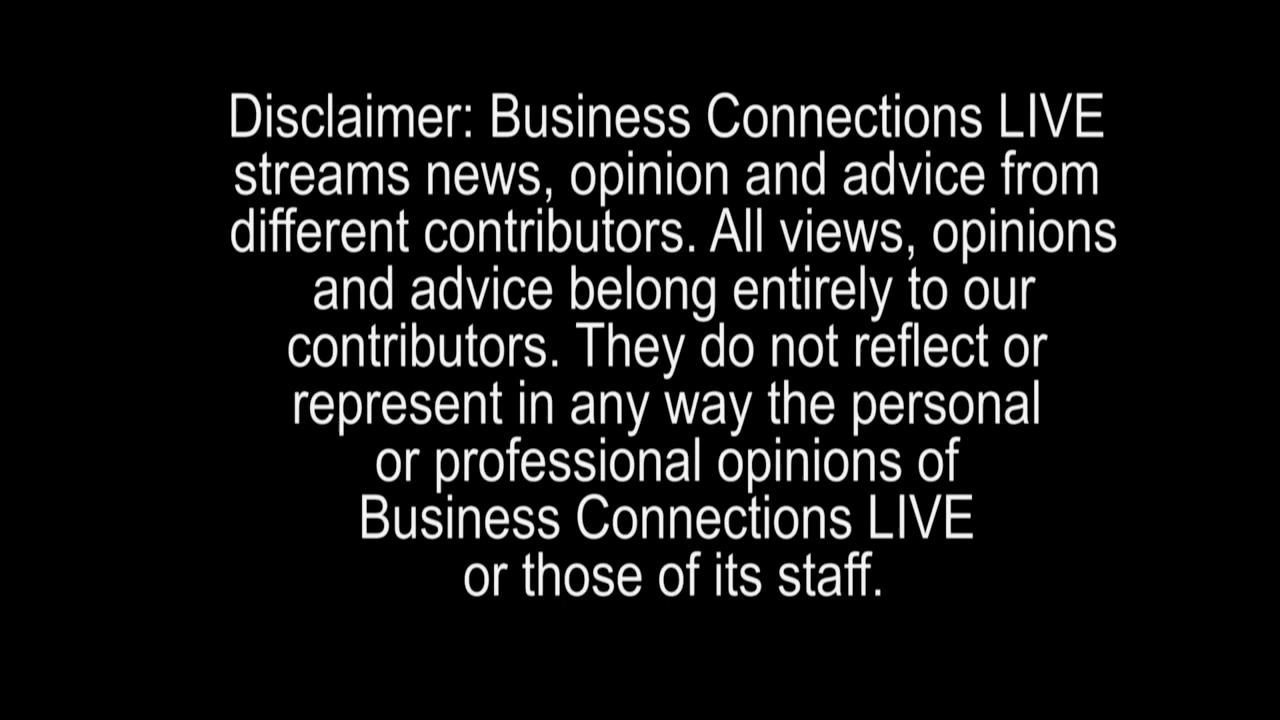 Disclaimer: Business Connections LIVE
streams news, opinion and advice from
different contributors. All views, opinions
and advice belong entirely to our
contributors. They do not reflect or
represent in any way the personal
or professional opinions of
Business Connections LIVE
or those of its staff.